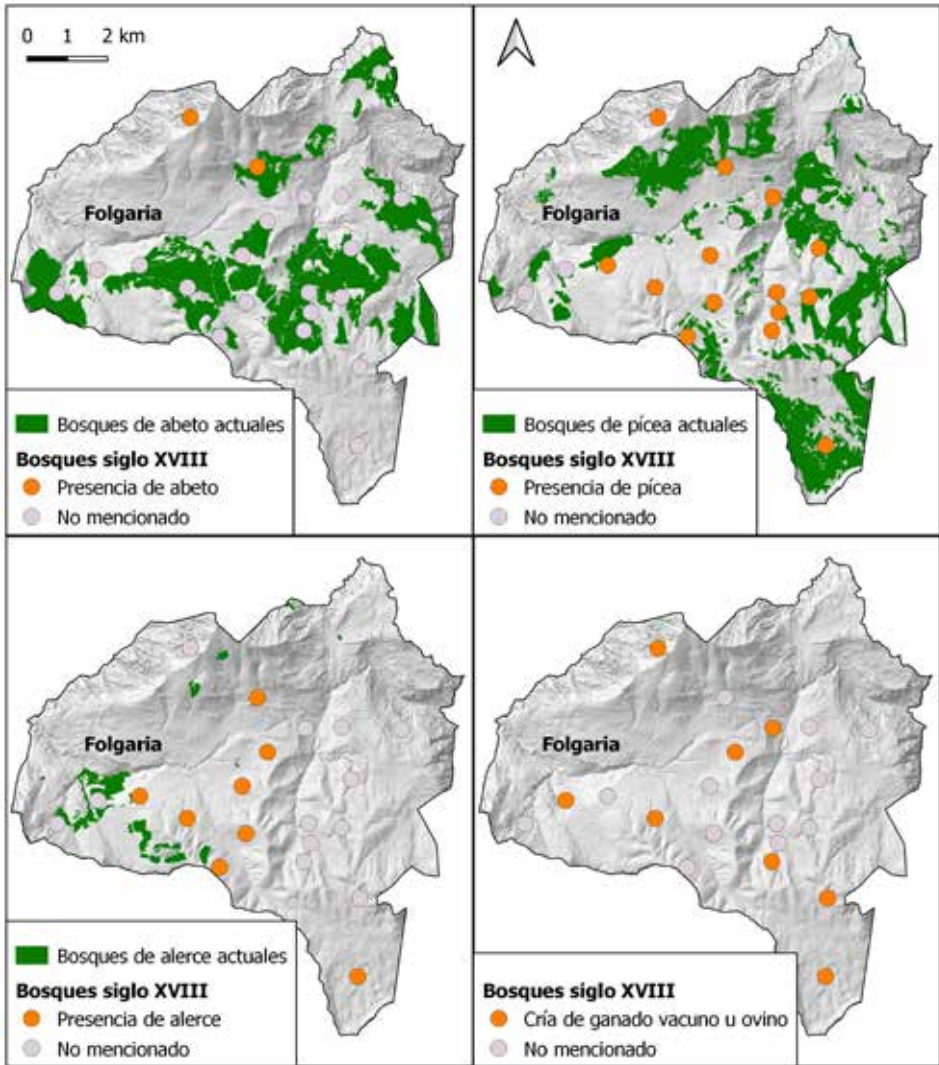 0 1 2 km
Folgaria
Bosques de abeto actuales
Bosques siglo XVIII
Presencia de abeto
No mencionado
Folgaria
Bosques de pícea actuales
Bosques siglo XVIII
Presencia de pícea
No mencionado
Folgaria
Bosques de alerce actuales
Bosques siglo XVIII
Presencia de alerce
No mencionado
Folgaria
Bosques siglo XVIII
Cría de ganado vacuno u ovino
No mencionado